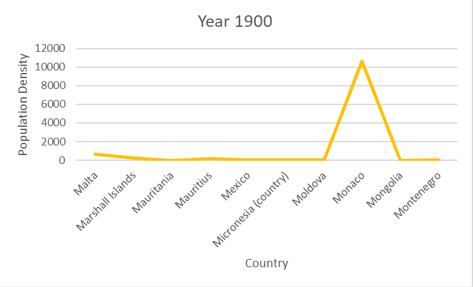 Year 1900
Population Density
12000
10000
8000
6000
4000
2000
0
Malta
Marshall Islands
Mauritania
Mauritius
Mexico
Micronesia (country)
Moldova
Monaco
Mongolia
Montenegro
Country